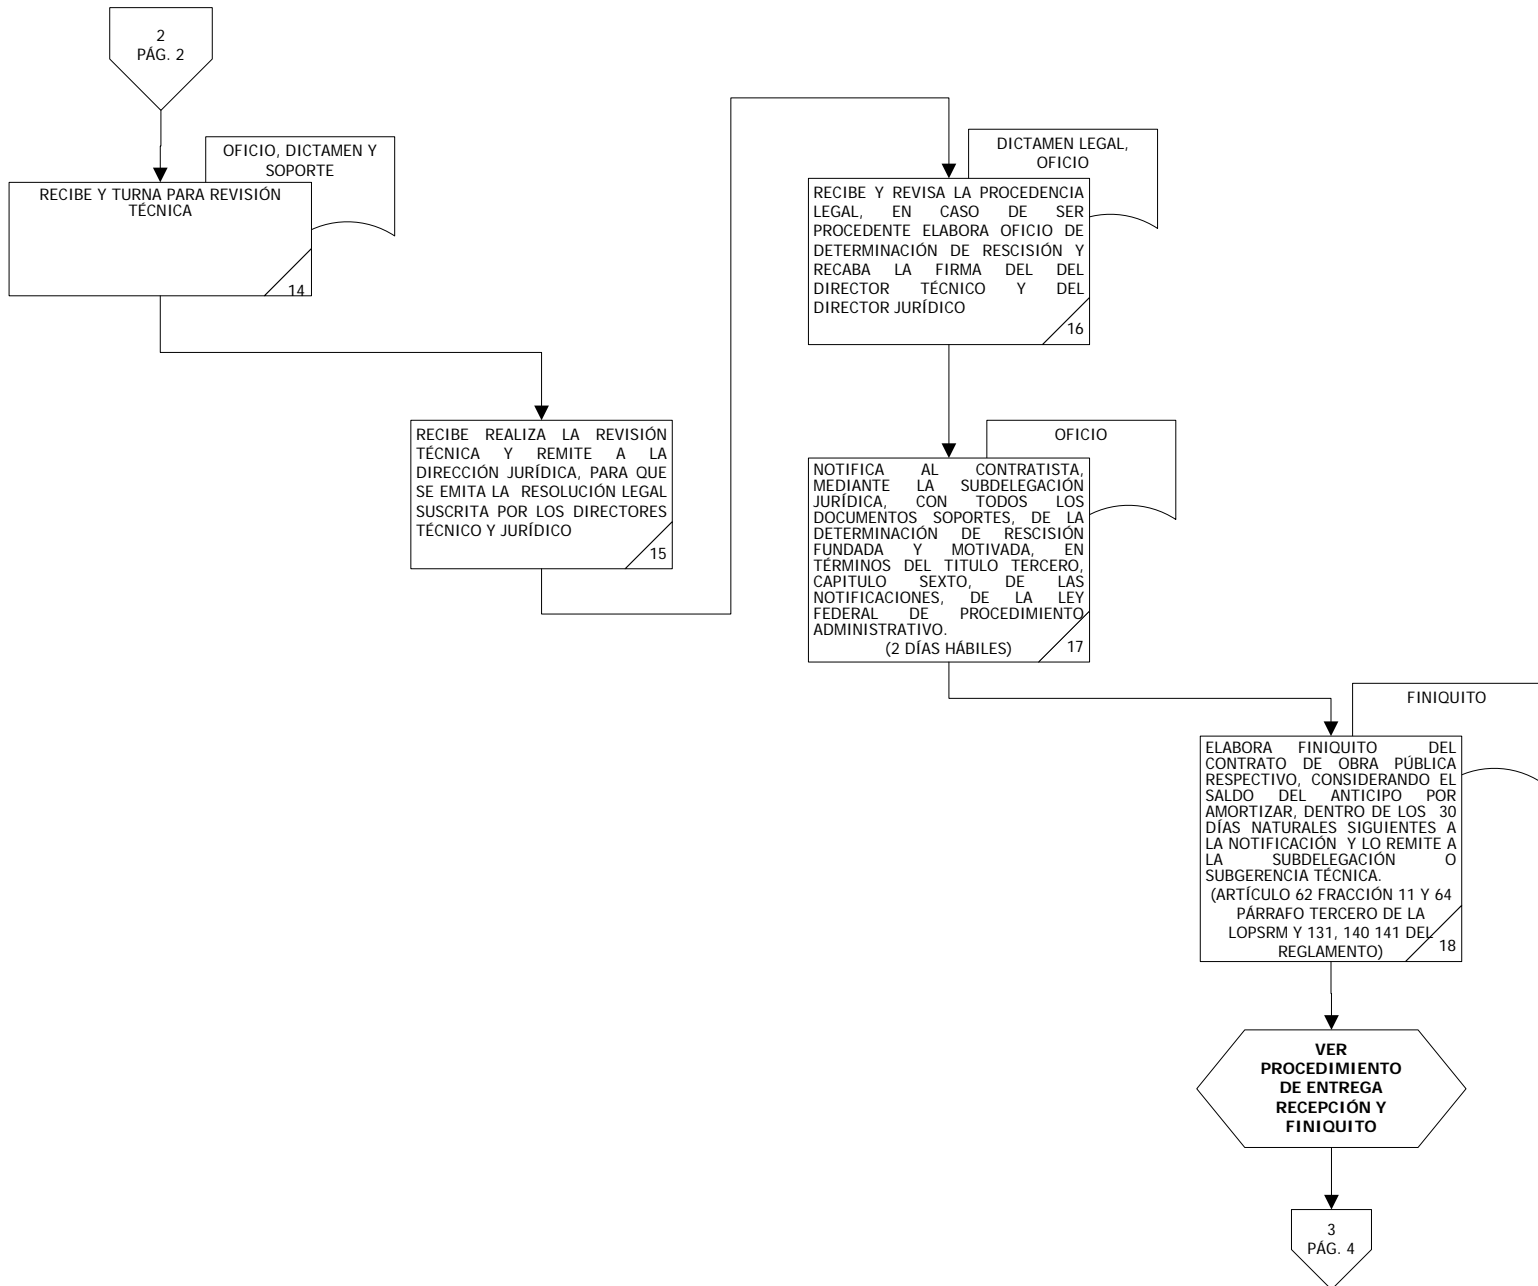 2
PÁG. 2
OFICIO, DICTAMEN Y
SOPORTE
RECIBE Y TURNA PARA REVISIÓN
TÉCNICA
14
RECIBE REALIZA LA REVISIÓN
TÉCNICA Y REMITE A LA
DIRECCIÓN JURÍDICA, PARA QUE
SE EMITA LA RESOLUCIÓN LEGAL
SUSCRITA POR LOS DIRECTORES
TÉCNICO Y JURÍDICO
15
DICTAMEN LEGAL,
OFICIO
RECIBE Y REVISA LA PROCEDENCIA
LEGAL, EN CASO DE SER
PROCEDENTE ELABORA OFICIO DE
DETERMINACIÓN DE RESCISIÓN Y
RECABA LA FIRMA DEL DEL
DIRECTOR TÉCNICO Y DEL
DIRECTOR JURÍDICO
16
OFICIO
NOTIFICA AL CONTRATISTA,
MEDIANTE LA SUBDELEGACIÓN
JURÍDICA, CON TODOS LOS
DOCUMENTOS SOPORTES, DE LA
DETERMINACIÓN DE RESCISIÓN
FUNDADA Y MOTIVADA, EN
TÉRMINOS DEL TITULO TERCERO,
CAPITULO SEXTO, DE LAS
NOTIFICACIONES, DE LA LEY
FEDERAL DE PROCEDIMIENTO
ADMINISTRATIVO.
(2 DÍAS HÁBILES)
17
FINIQUITO
ELABORA FINIQUITO DEL
CONTRATO DE OBRA PÚBLICA
RESPECTIVO, CONSIDERANDO EL
SALDO DEL ANTICIPO POR
AMORTIZAR, DENTRO DE LOS 30
DÍAS NATURALES SIGUIENTES A
LA NOTIFICACIÓN Y LO REMITE A
LA SUBDELEGACIÓN O
SUBGERENCIA TÉCNICA.
(ARTÍCULO 62 FRACCIÓN 11 Y 64
PÁRRAFO TERCERO DE LA
LOPSRM Y 131, 140 141 DEL
REGLAMENTO)
18
VER
PROCEDIMIENTO
DE ENTREGA
RECEPCIÓN Y
FINIQUITO
3
PÁG. 4